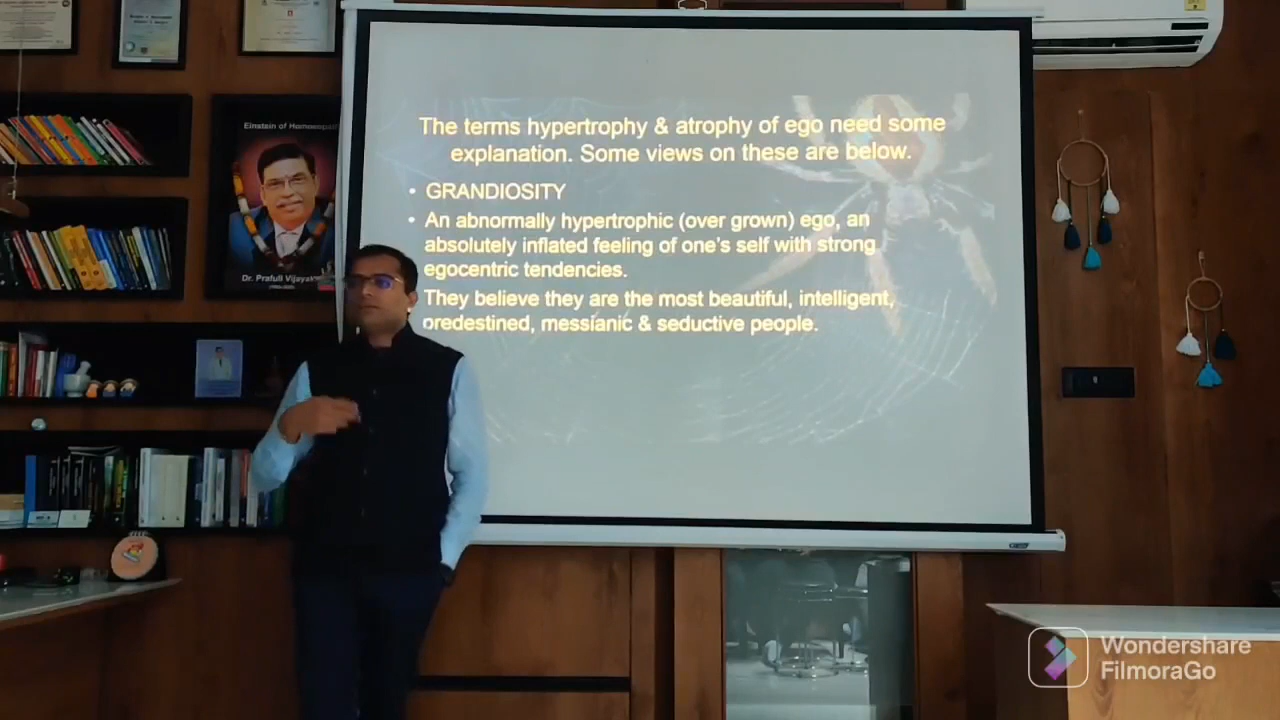 Einstein of Homoeopath
Dr. Prafull Vijayak
The terms hypertrophy & atrophy of ego need some
explanation. Some views on these are below.
• GRANDIOSITY
• An abnormally hypertrophic (over grown) ego, an
absolutely inflated feeling of one's self with strong
egocentric tendencies.
They believe they are the most beautiful, intelligent,
predestined, messianic & seductive people.
Wondershare
FilmoraGo